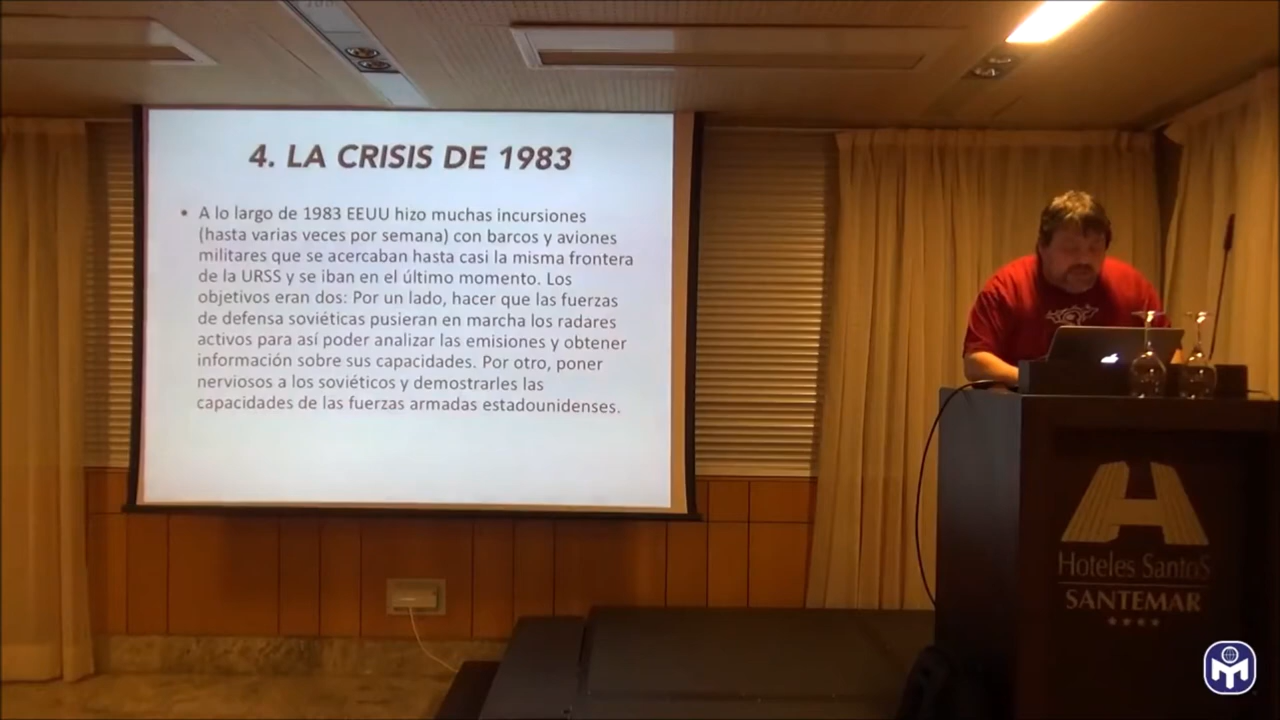 4. LA CRISIS DE 1983
• A lo largo de 1983 EEUU hizo muchas incursiones
(hasta varias veces por semana) con barcos y aviones
militares que se acercaban hasta casi la misma frontera
de la URSS y se iban en el último momento. Los
objetivos eran dos: Por un lado, hacer que las fuerzas
de defensa soviéticas pusieran en marcha los radares
activos para así poder analizar las emisiones y obtener
información sobre sus capacidades. Por otro, poner
nerviosos a los soviéticos y demostrarles las
capacidades de las fuerzas armadas estadounidenses.
Hoteles Santos
SANTEMAR